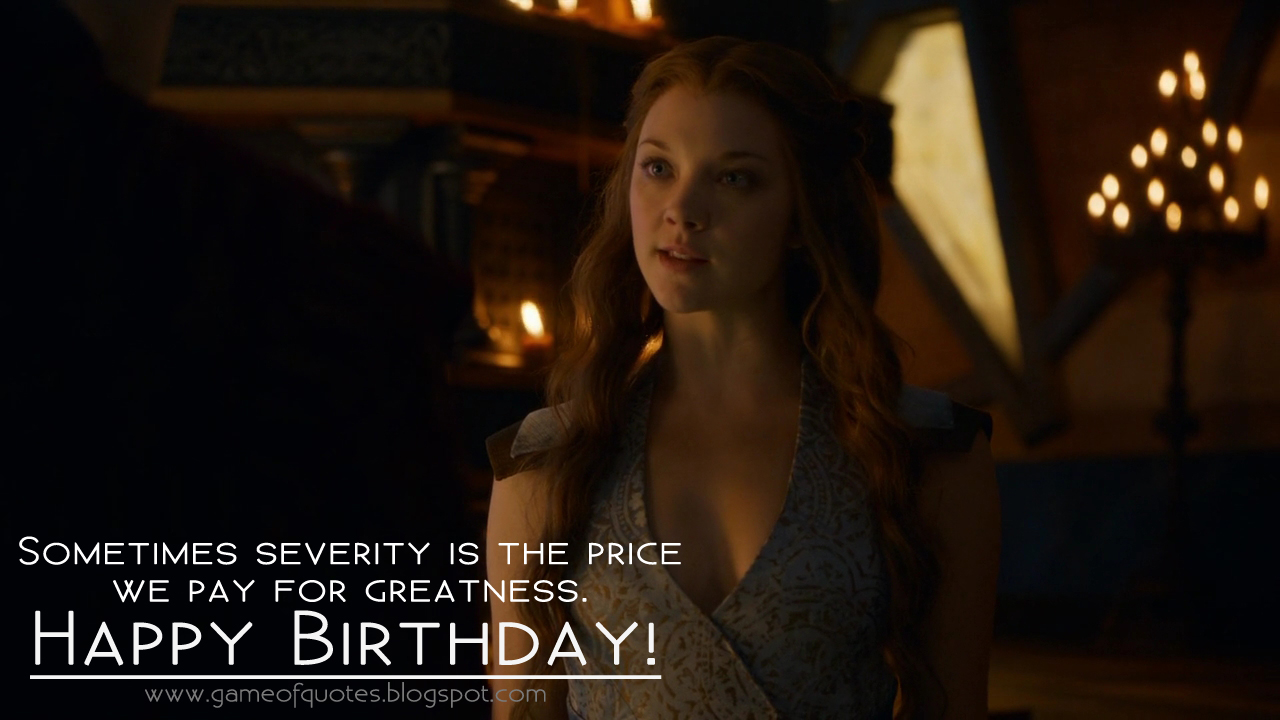 Sometimes severity is the price
we pay for greatness.
Happy Birthday!
www.gameofquotes.blogspot.com